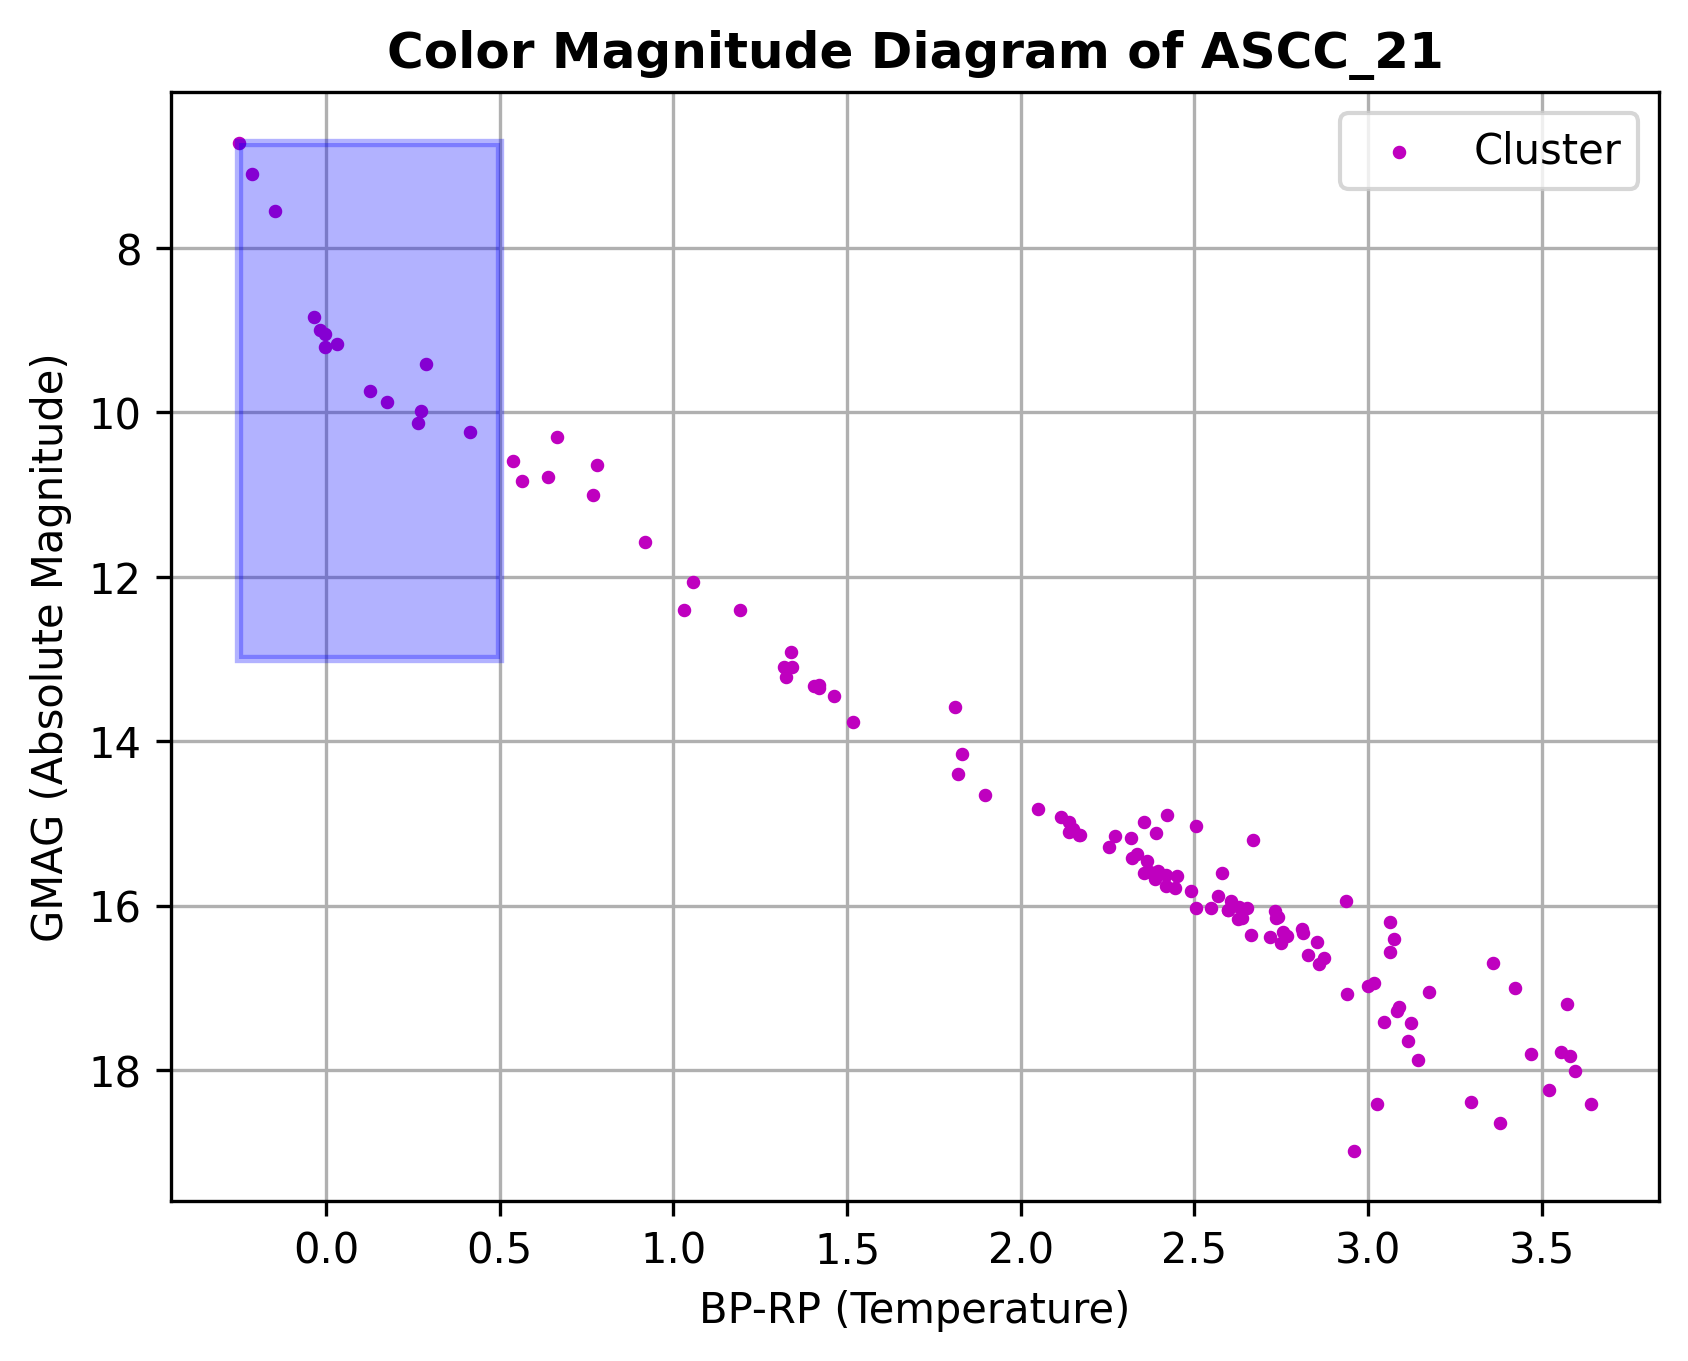 Color Magnitude Diagram of ASCC_21
Cluster
GMAG (Absolute Magnitude)
8
10
12
14
16
18
0.0 0.5 1.0 1.5 2.0 2.5 3.0 3.5
BP-RP (Temperature)